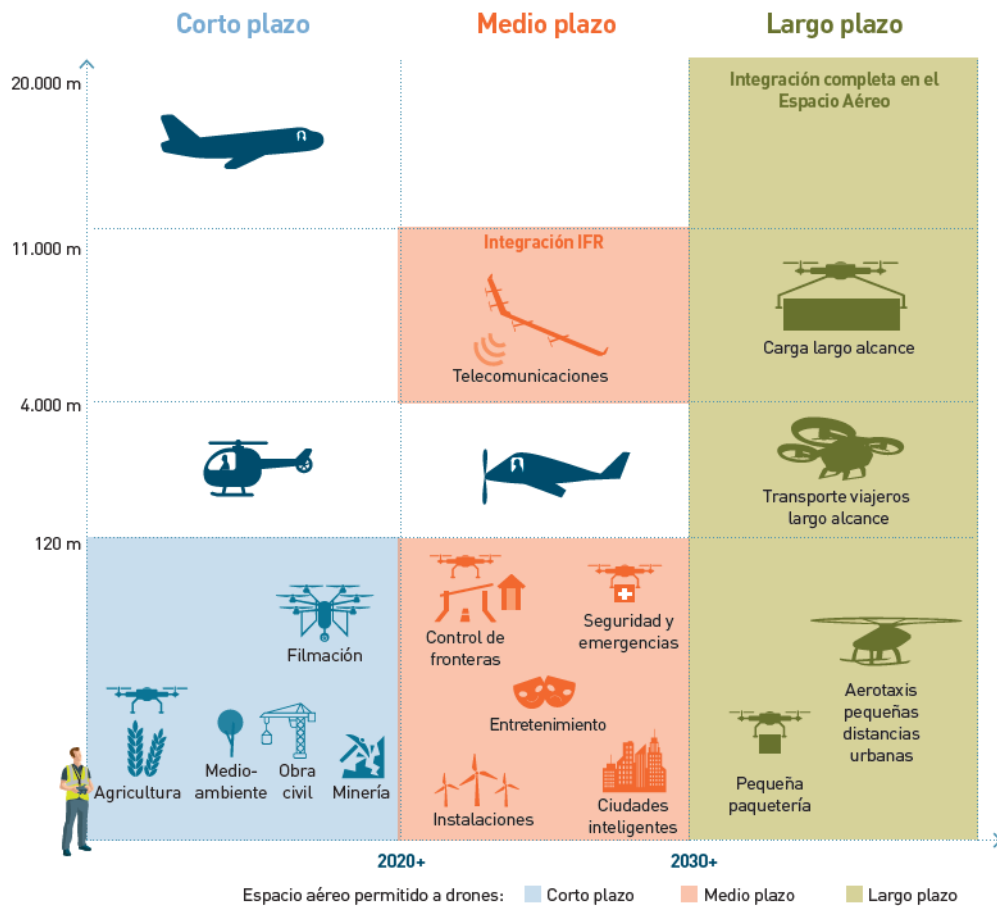 Corto plazo
Medio plazo
Largo plazo
20.000 m
Integración completa en el
Espacio Aéreo
11.000 m
Integración IFR
Telecomunicaciones
Carga largo alcance
4.000 m
Transporte viajeros
largo alcance
120 m
Filmación
Control de
fronteras
Seguridad y
emergencias
Entretenimiento
Aerotaxis
pequeñas
distancias
urbanas
Agricultura
Medio-
ambiente
Obra
civil
Minería
Instalaciones
Ciudades
inteligentes
Pequeña
paquetería
2020+
2030+
Espacio aéreo permitido a drones:
Corto plazo
Medio plazo
Largo plazo